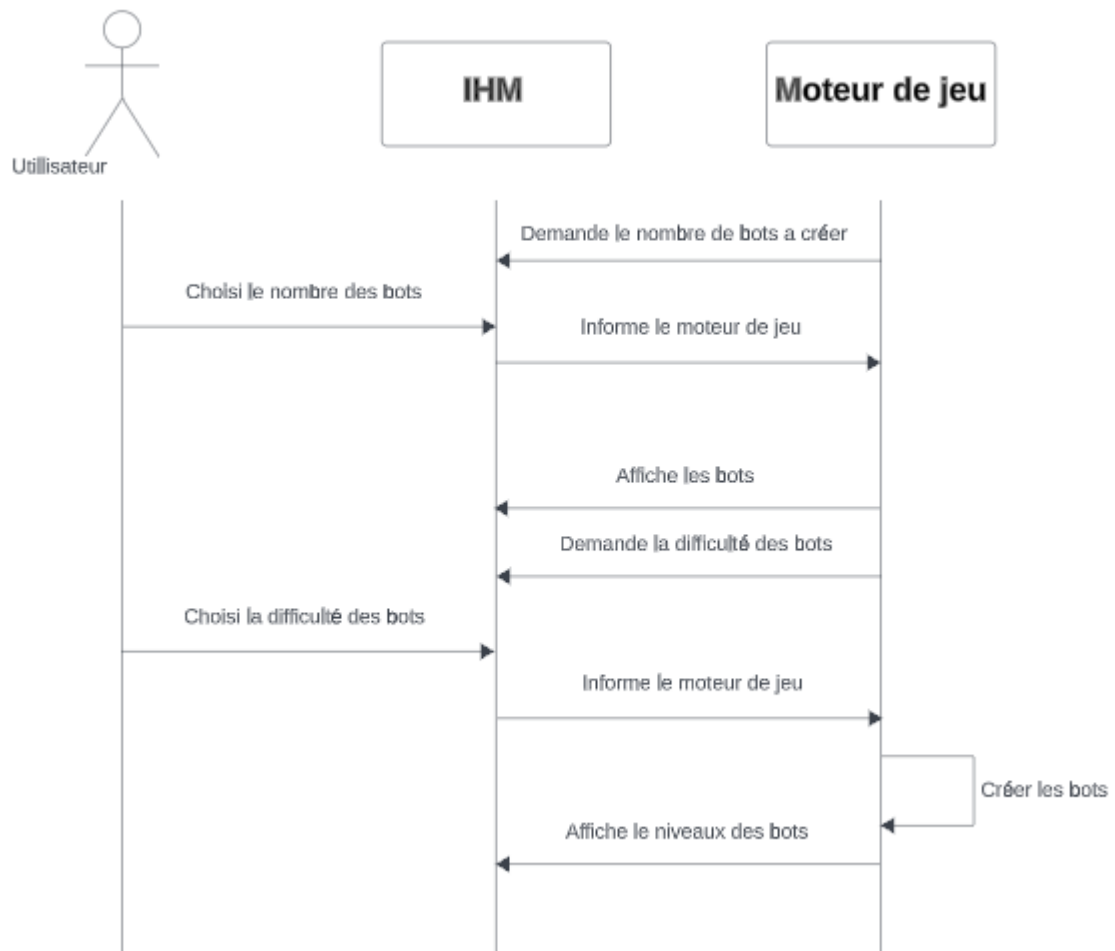 IHM
Moteur de jeu
Utillisateur
Demande le nombre de bots a créer
Choisi le nombre des bots
Informe le moteur de jeu
Affiche les bots
Demande la difficulté des bots
Choisi la difficulté des bots
Informe le moteur de jeu
Créer les bots
Affiche le niveaux des bots